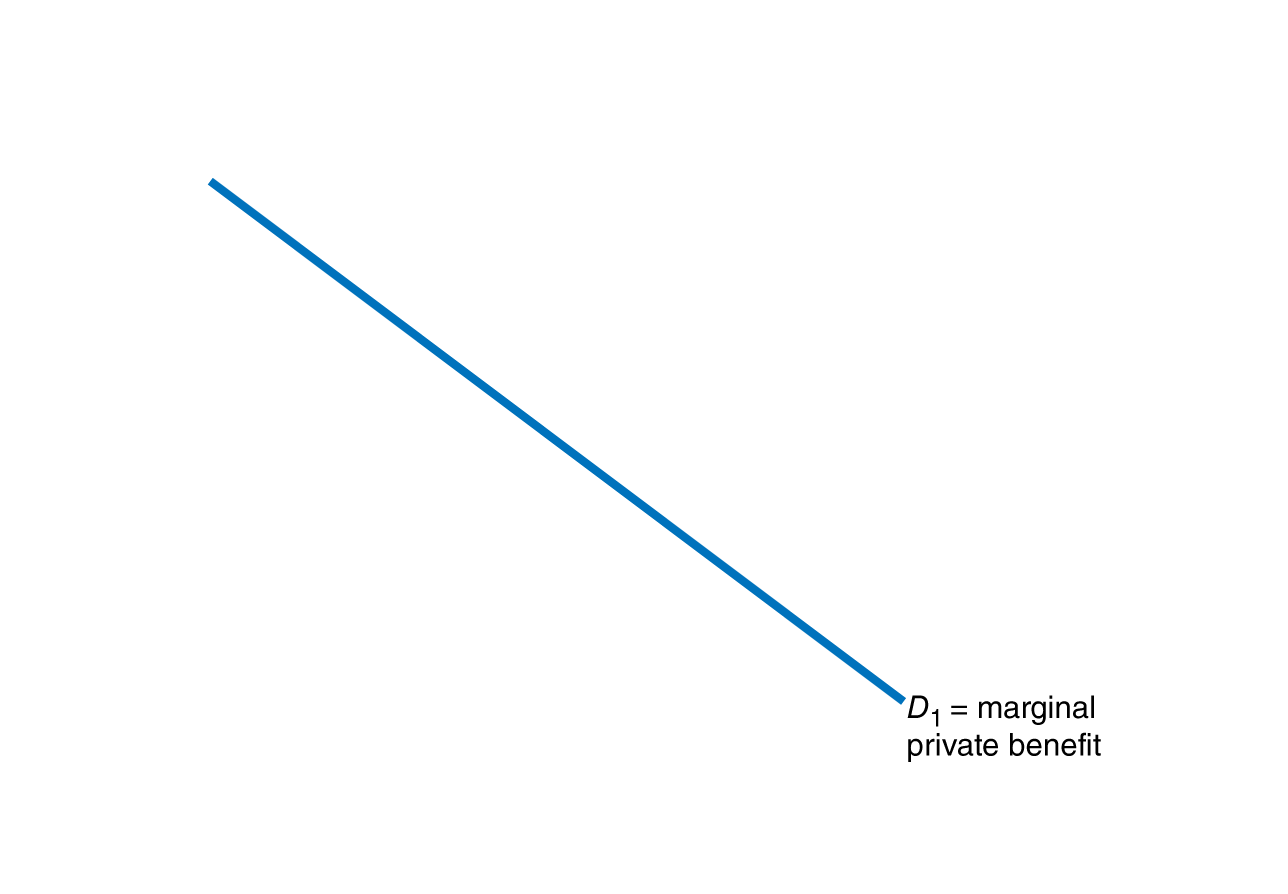 D₁ = marginal
private benefit